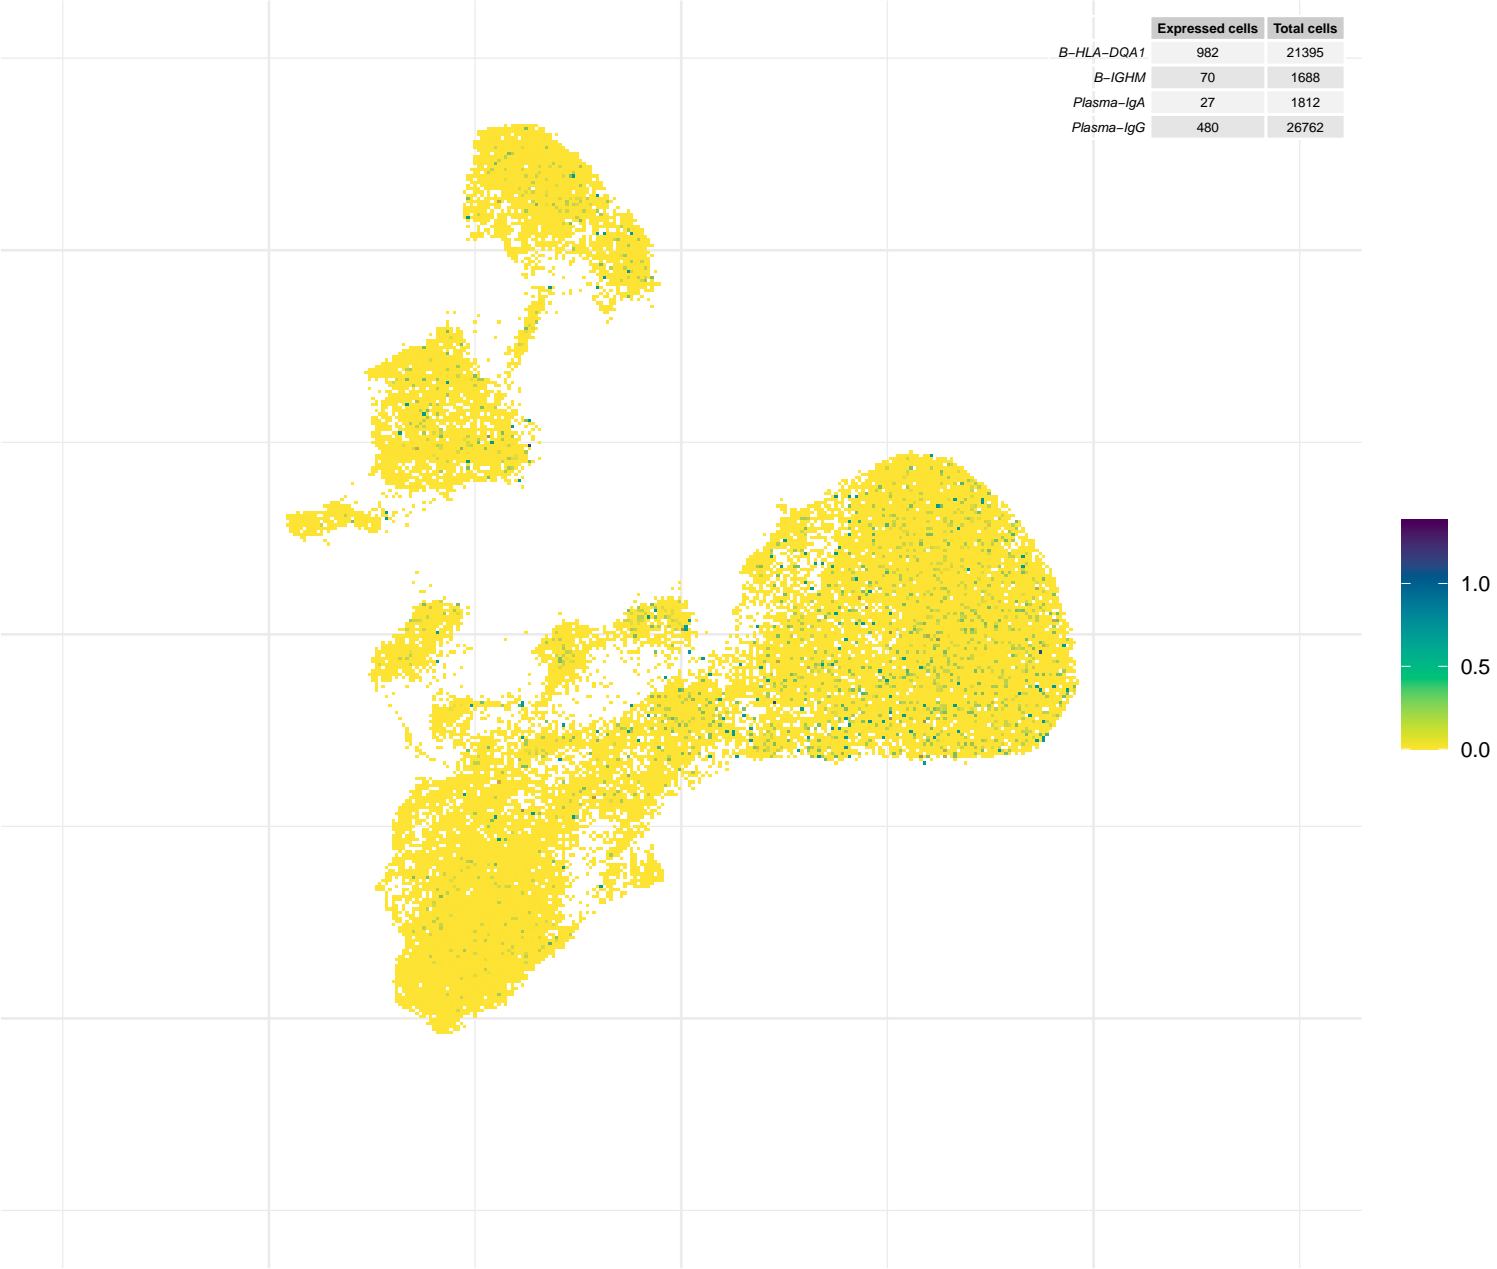 Expressed cells Total cells
B−HLA−DQA1 982 21395
B−IGHM 70 1688
Plasma−IgA 27 1812
Plasma−IgG 480 26762
1.0
0.5
0.0